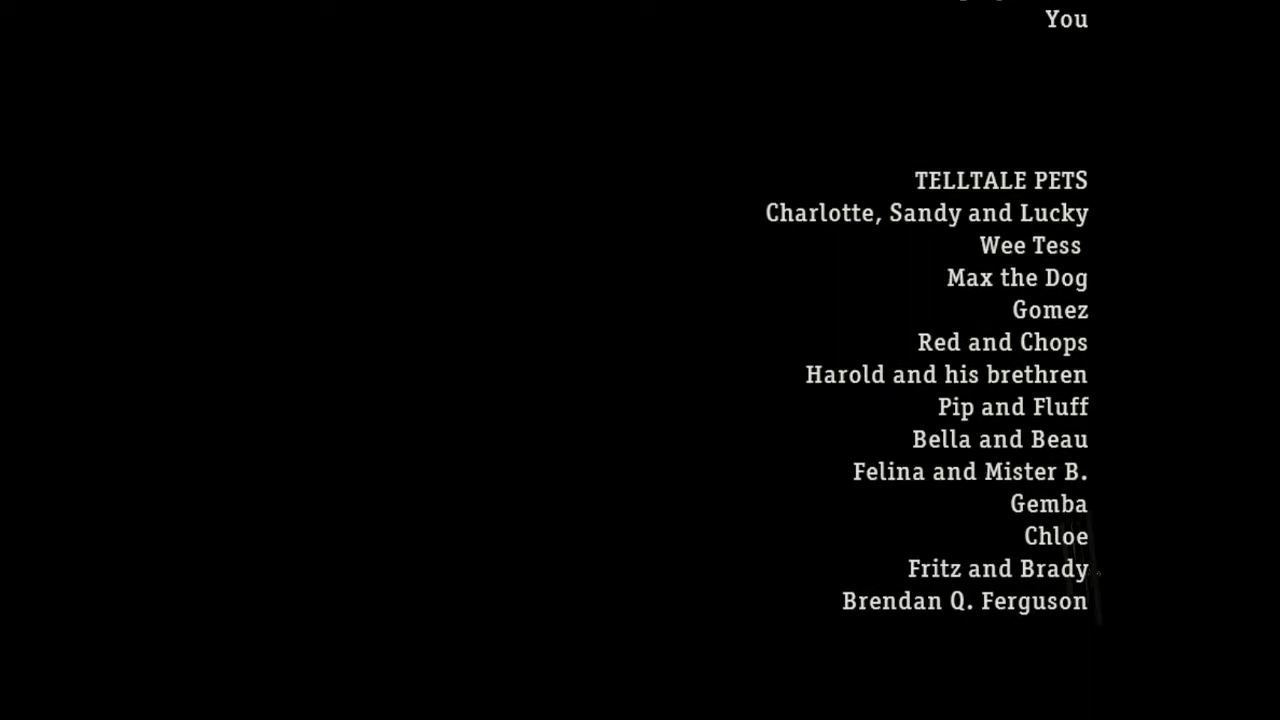 You
TELLTALE PETS
Charlotte, Sandy and Lucky
Wee Tess
Max the Dog
Gomez
Red and Chops
Harold and his brethren
Pip and Fluff
Bella and Beau
Felina and Mister B.
Gemba
Chloe
Fritz and Brady
Brendan Q. Ferguson